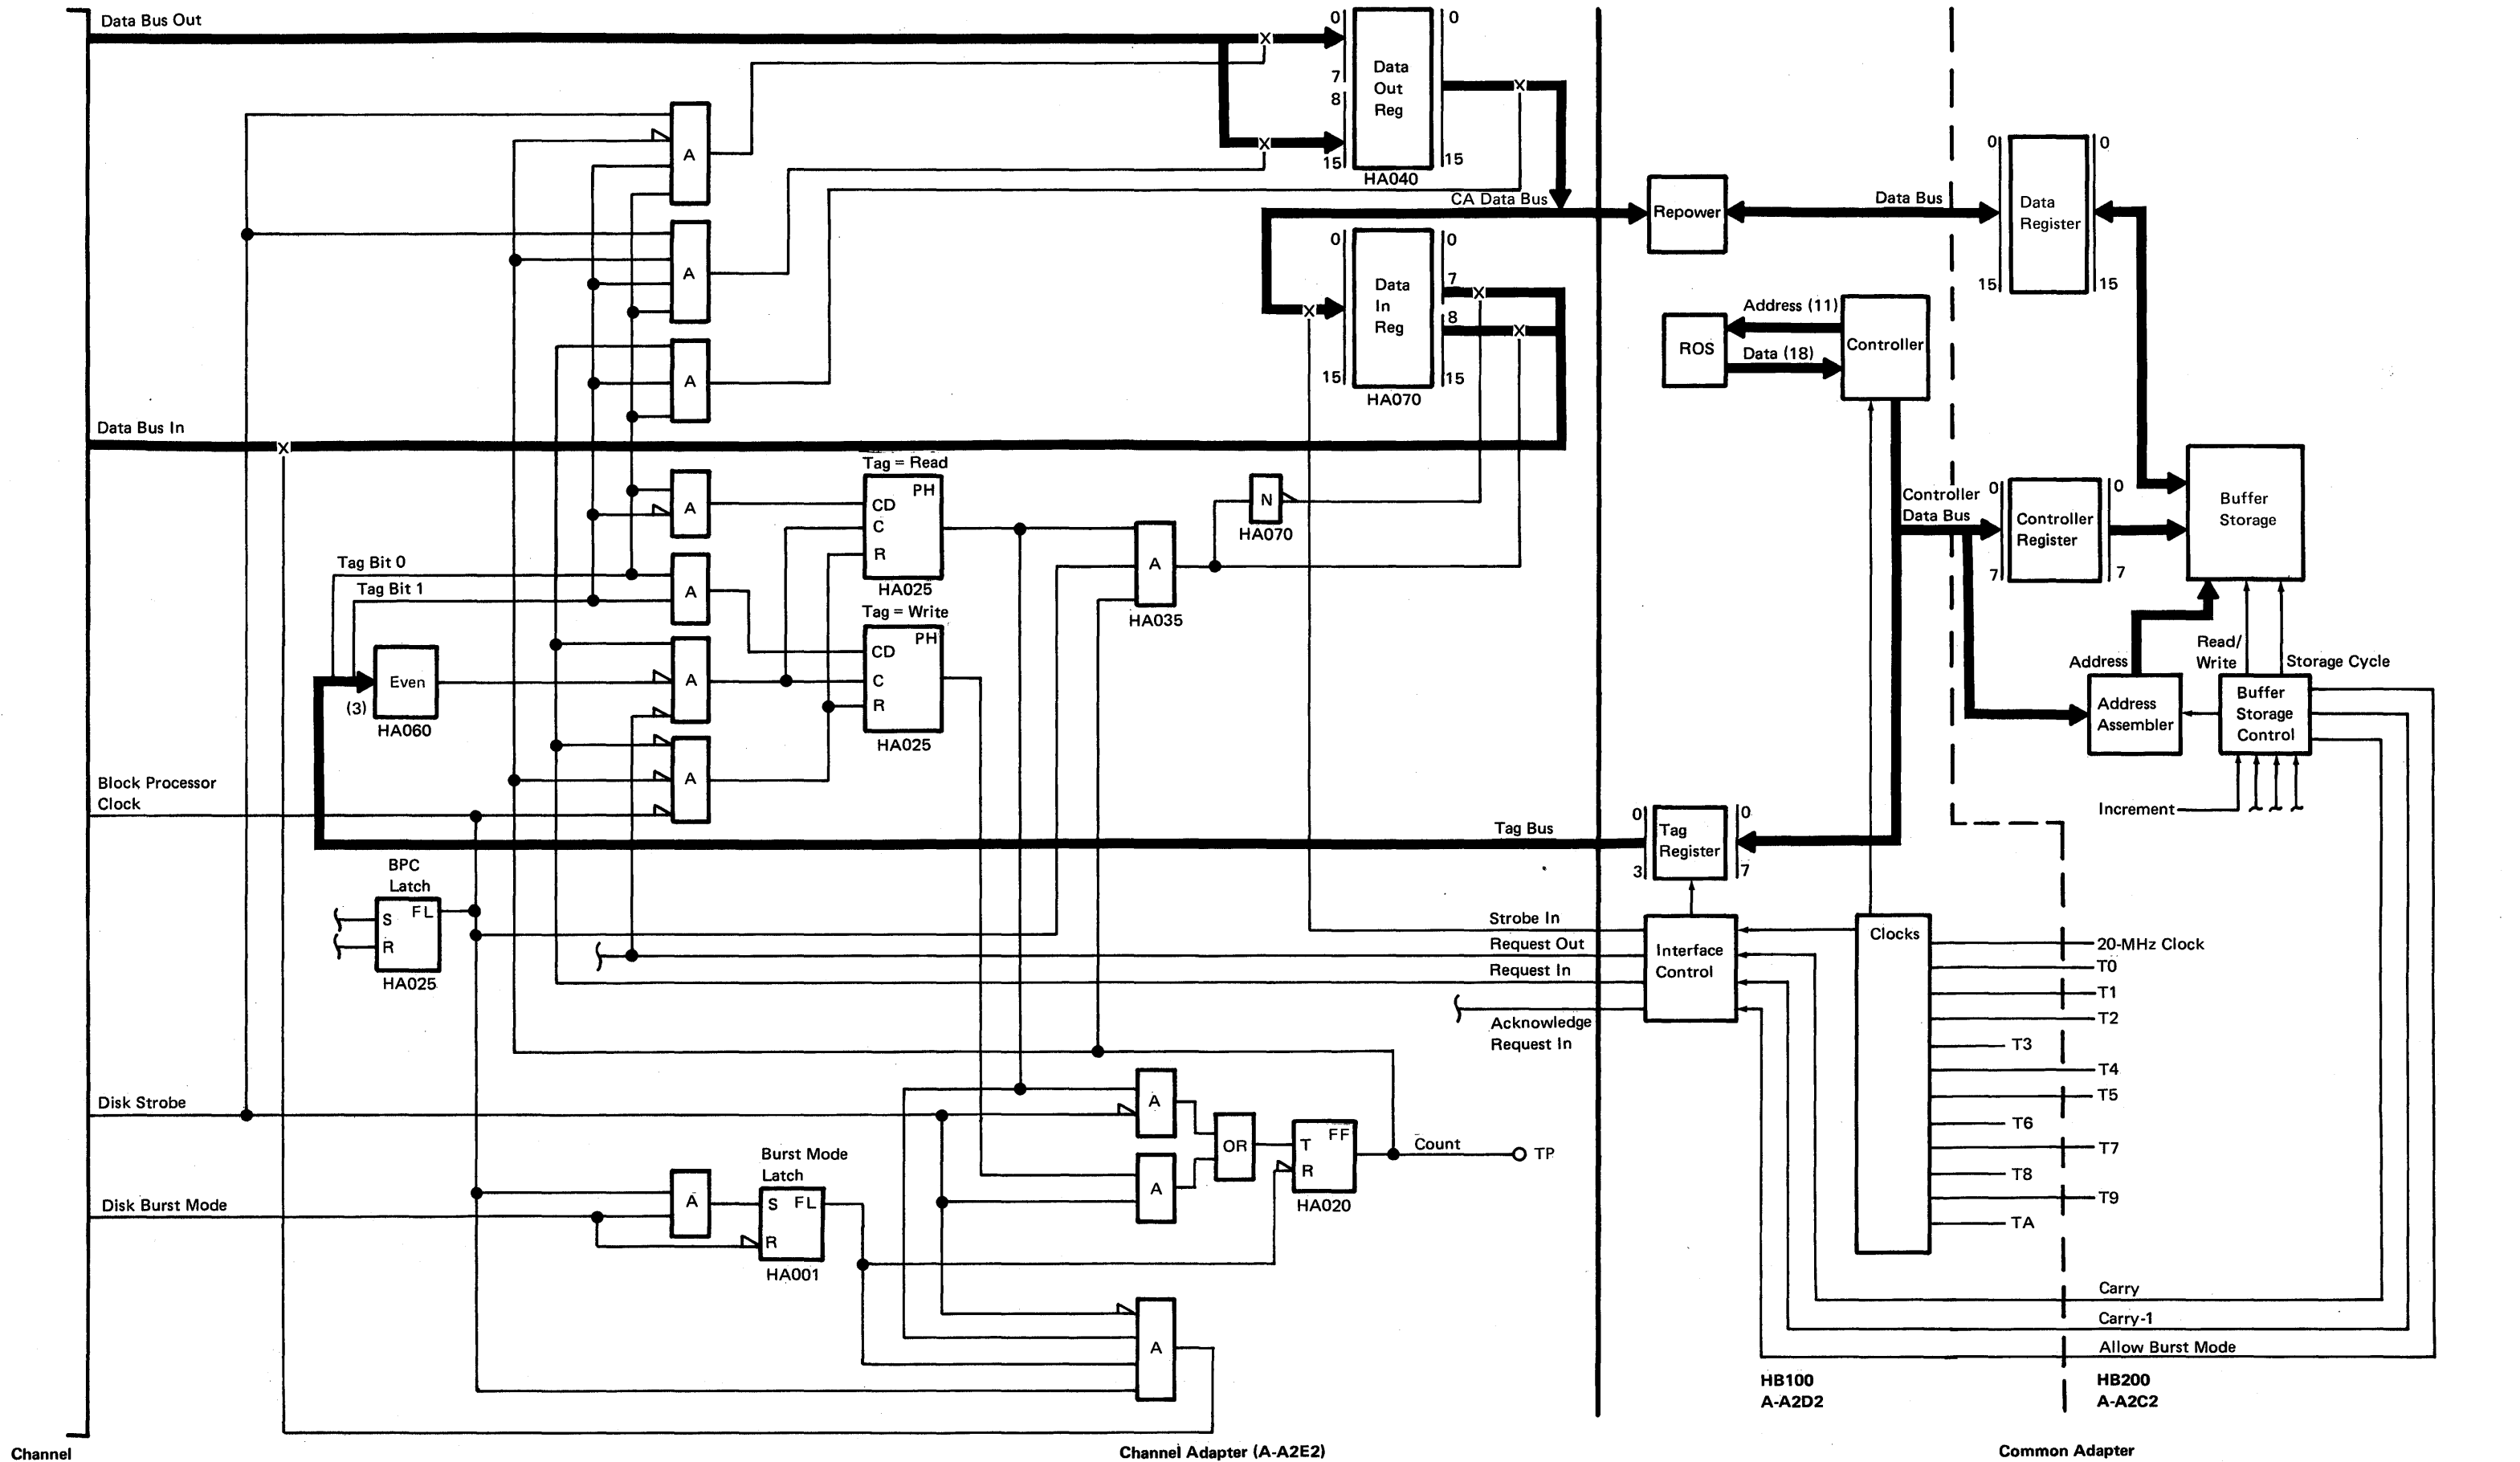 Data Bus Out
0
0
Data
Out
Reg
7
8
15
15
HA040
A
A
A
CA Data Bus
Repower
Data Bus
0
0
Data
Register
15
15
0
0
Data
In
Reg
7
8
15
15
HA070
Address (11)
ROS
Data (18)
Controller
Data Bus In
Tag = Read
PH
CD
C
R
HA025
A
A
N
HA070
A
HA035
Controller
Data Bus
0
0
Controller
Register
7
7
Buffer
Storage
Tag Bit 0
Tag Bit 1
Tag = Write
PH
CD
C
R
HA025
Even
(3)
HA060
A
A
Address
Read/
Write
Storage Cycle
Address
Assembler
Buffer
Storage
Control
Increment
Block Processor
Clock
Tag Bus
0
0
Tag
Register
3
7
BPC
Latch
S
FL
R
HA025
Strobe In
Request Out
Request In
Acknowledge
Request In
Interface
Control
Clocks
20-MHz Clock
T0
T1
T2
T3
T4
T5
T6
T7
T8
T9
TA
Disk Strobe
A
OR
T
FF
R
HA020
Count
TP
A
Disk Burst Mode
A
Burst Mode
Latch
S
FL
R
HA001
A
Carry
Carry-1
Allow Burst Mode
HB100
A-A2D2
HB200
A-A2C2
Channel
Channel Adapter (A-A2E2)
Common Adapter